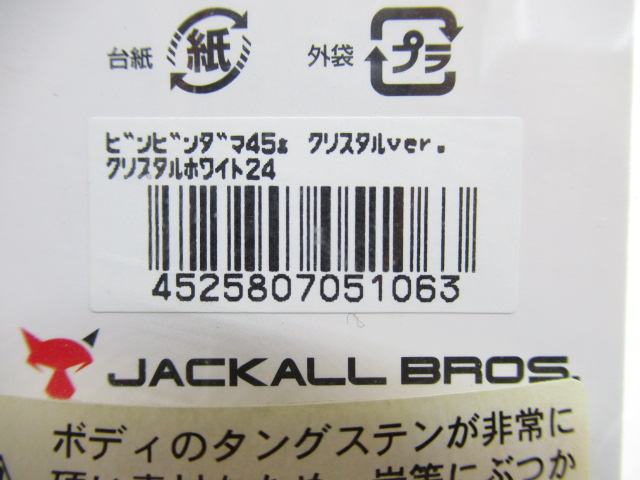 台紙 紙 外袋 プラ
ﾋﾞﾝﾋﾞﾝﾀﾞﾏ45g ｸﾘｽﾀﾙver.
ｸﾘｽﾀﾙﾎﾜｲﾄ24
4525807051063
JACKALL BROS.
ボディのタングステンが非常に